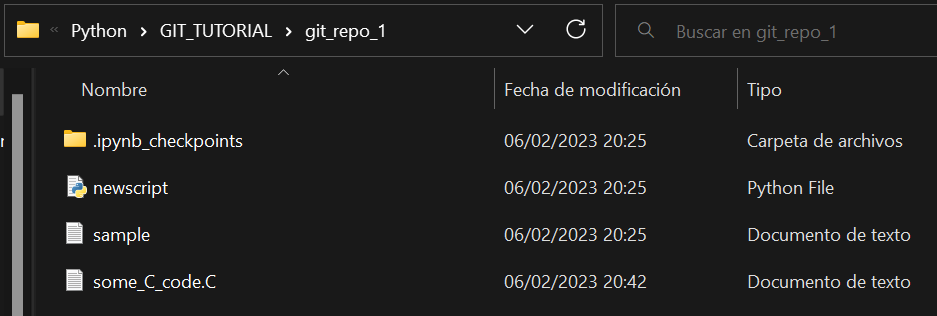 Python > GIT_TUTORIAL > git_repo_1 Buscar en git_repo_1
Nombre Fecha de modificación Tipo
.ipynb_checkpoints 06/02/2023 20:25 Carpeta de archivos
newscript 06/02/2023 20:25 Python File
sample 06/02/2023 20:25 Documento de texto
some_C_code.C 06/02/2023 20:42 Documento de texto